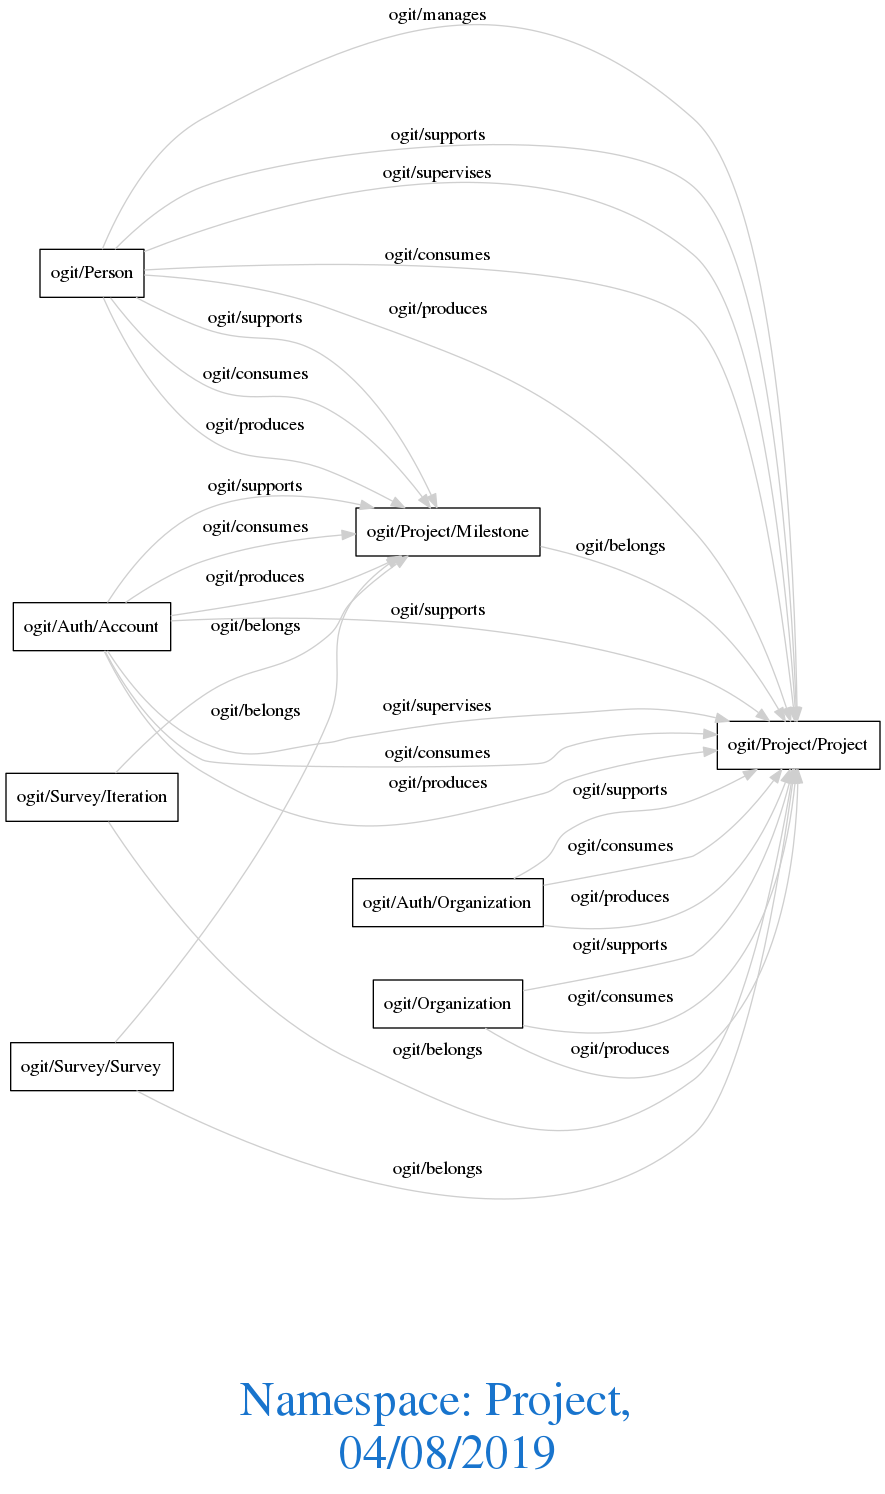 ogit/manages
ogit/supports
ogit/supervises
ogit/consumes
ogit/Person
ogit/produces
ogit/supports
ogit/consumes
ogit/produces
ogit/supports
ogit/consumes
ogit/Project/Milestone
ogit/belongs
ogit/produces
ogit/supports
ogit/Auth/Account
ogit/belongs
ogit/supervises
ogit/belongs
ogit/Project/Project
ogit/consumes
ogit/produces
ogit/supports
ogit/Survey/Iteration
ogit/consumes
ogit/produces
ogit/Auth/Organization
ogit/supports
ogit/consumes
ogit/Organization
ogit/produces
ogit/belongs
ogit/Survey/Survey
ogit/belongs
Namespace: Project,
04/08/2019